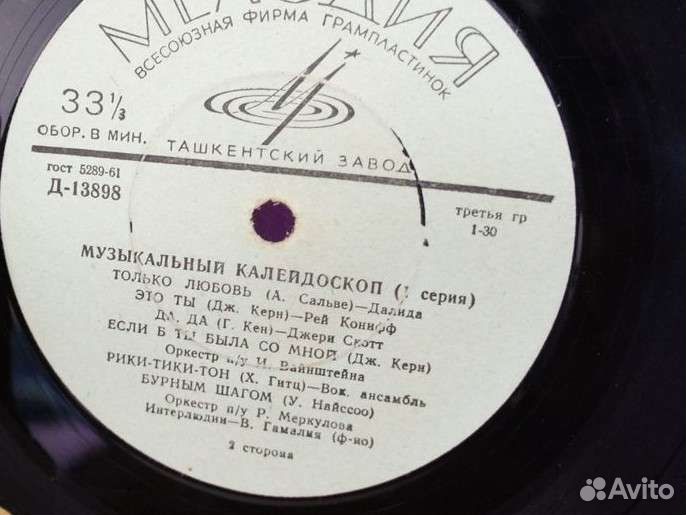 МЕЛОДИЯ
ВСЕСОЮЗНАЯ ФИРМА ГРАМПЛАСТИНОК
33⅓
ОБОР. В МИН.
ТАШКЕНТСКИЙ ЗАВОД
гост 5289-61
Д-13898
третья гр
1-30
МУЗЫКАЛЬНЫЙ КАЛЕЙДОСКОП ( серия)
ТОЛЬКО ЛЮБОВЬ (А. Сальве)—Далида
ЭТО ТЫ (Дж. Керн)—Рей Конниф
ДА, ДА (Г. Кен)—Джери Скотт
ЕСЛИ Б ТЫ БЫЛА СО МНОЙ (Дж. Керн)
Оркестр п/у И. Вайнштейна
РИКИ-ТИКИ-ТОН (Х. Гитц)—Вок. ансамбль
БУРНЫМ ШАГОМ (У. Найссоо)
Оркестр п/у Р. Меркулова
Интерлюдии—В. Гамалия (ф-но)
2 сторона
Avito